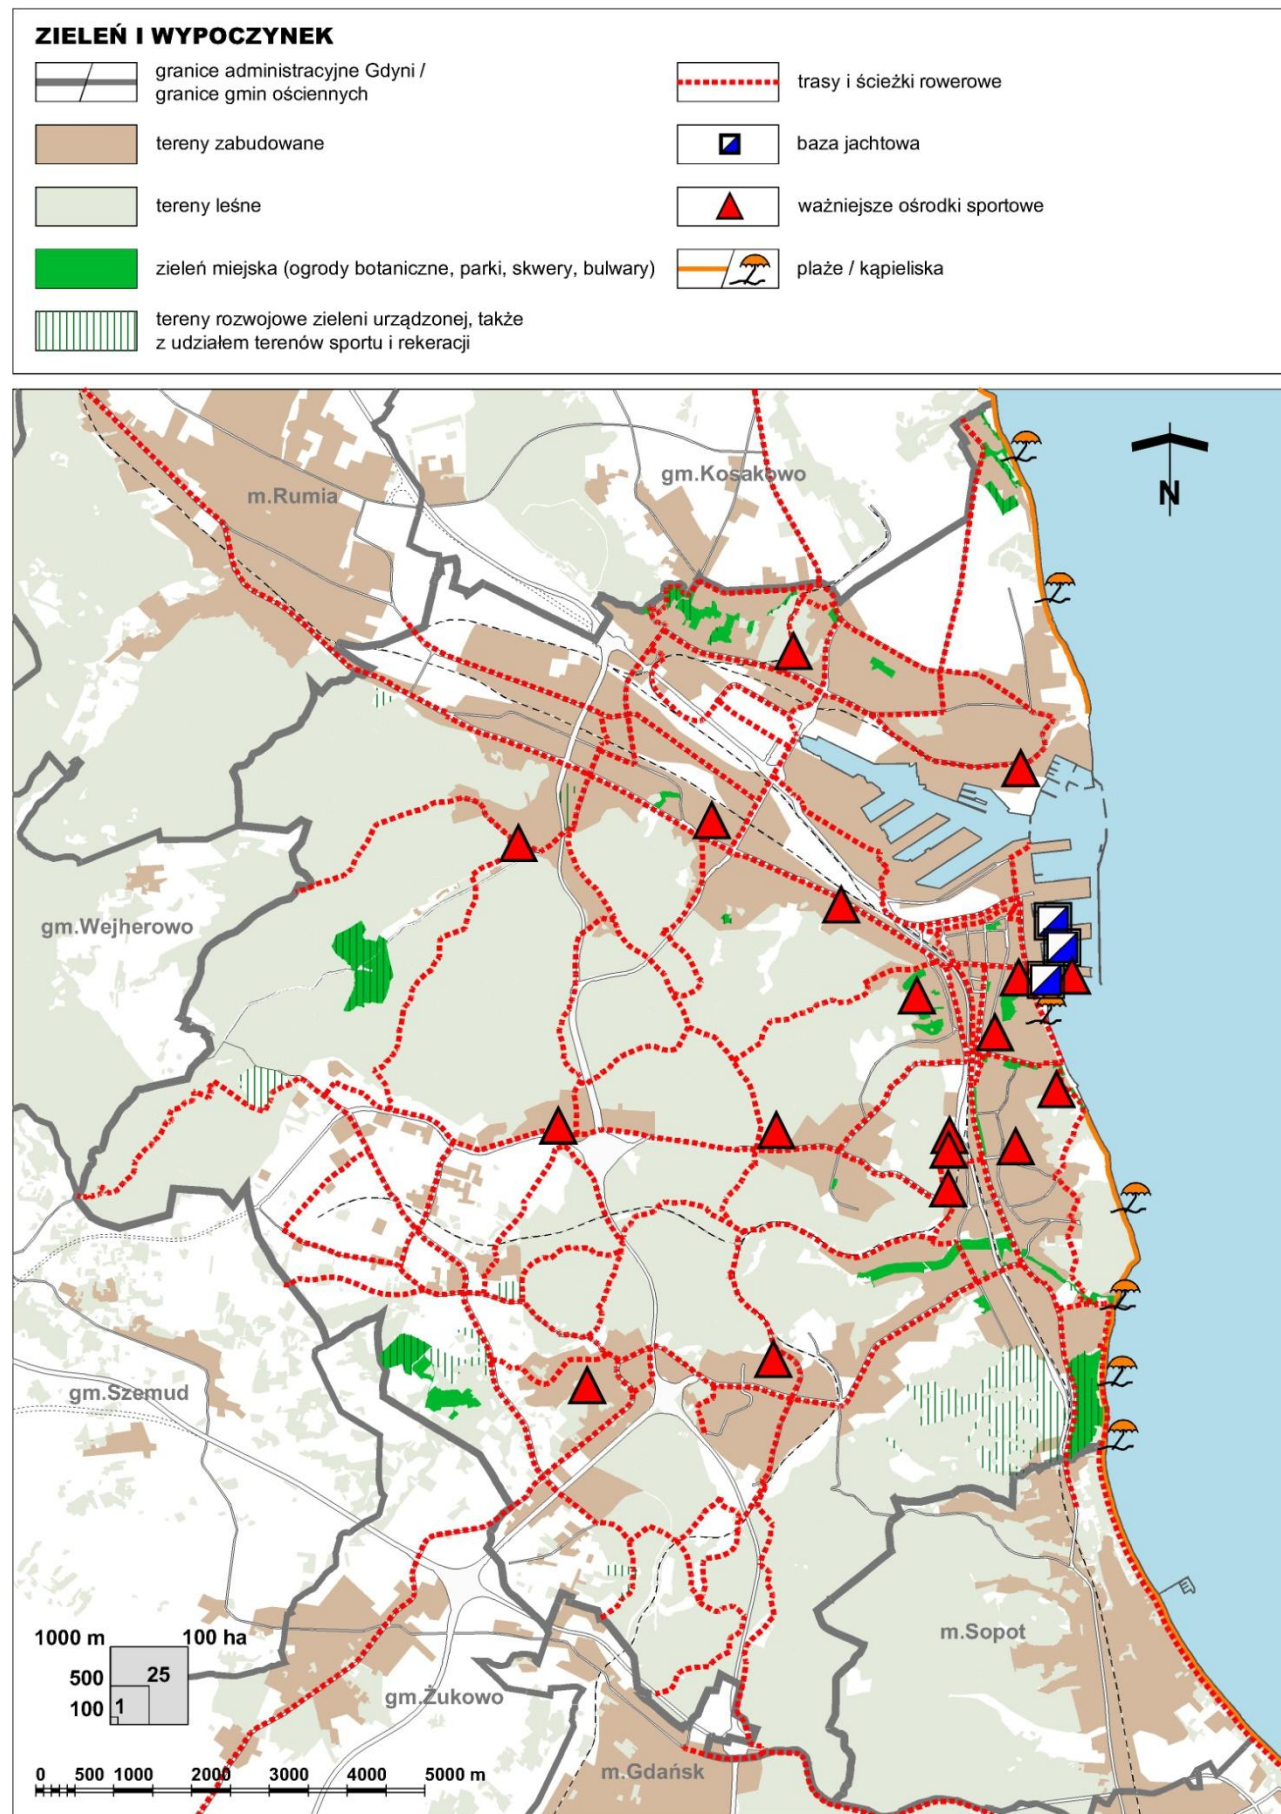 ZIELEŃ I WYPOCZYNEK
granice administracyjne Gdyni /
granice gmin ościennych
tereny zabudowane
tereny leśne
zieleń miejska (ogrody botaniczne, parki, skwery, bulwary)
tereny rozwojowe zieleni urządzonej, także
z udziałem terenów sportu i rekeracji
trasy i ścieżki rowerowe
baza jachtowa
ważniejsze ośrodki sportowe
plaże / kąpieliska
gm.Kosakowo
m.Rumia
N
gm.Wejherowo
gm.Szemud
m.Sopot
gm.Żukowo
m.Gdańsk
1000 m 100 ha
500 25
100 1
0 500 1000 2000 3000 4000 5000 m